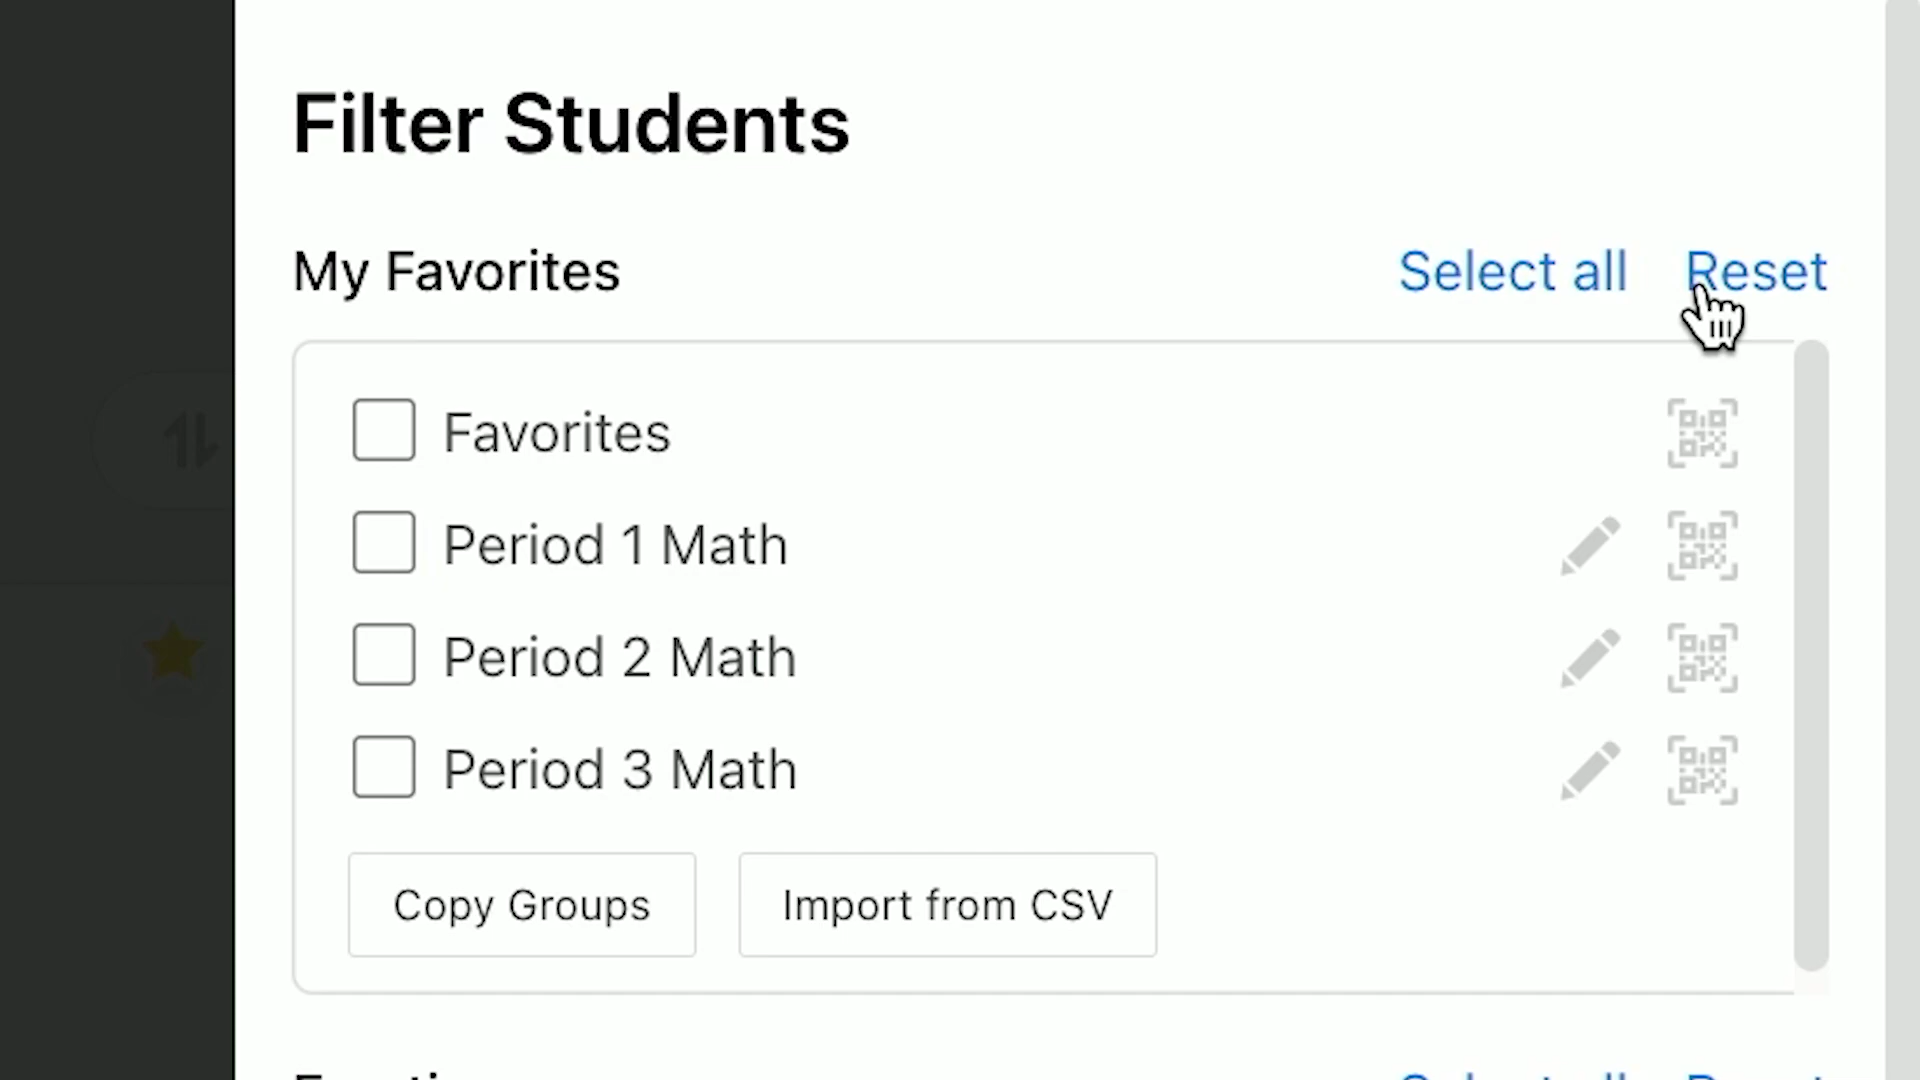 Filter Students
My Favorites Select all Reset
Favorites
Period 1 Math
Period 2 Math
Period 3 Math
Copy Groups Import from CSV